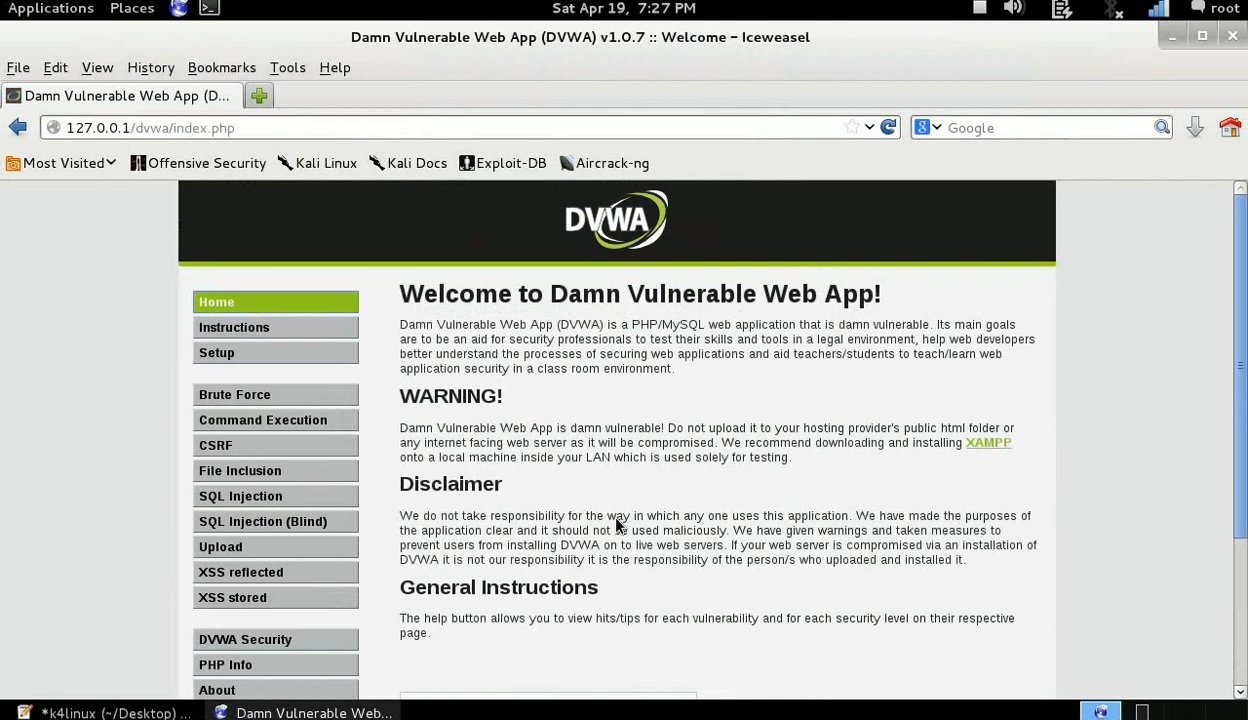 Applications Places Sat Apr 19, 7:27 PM root
Damn Vulnerable Web App (DVWA) v1.0.7 :: Welcome - Iceweasel
File Edit View History Bookmarks Tools Help
Damn Vulnerable Web App (D...
127.0.0.1/dvwa/index.php Google
Most Visited Offensive Security Kali Linux Kali Docs Exploit-DB Aircrack-ng
DVWA
Home
Instructions
Setup
Brute Force
Command Execution
CSRF
File Inclusion
SQL Injection
SQL Injection (Blind)
Upload
XSS reflected
XSS stored
DVWA Security
PHP Info
About
Welcome to Damn Vulnerable Web App!
Damn Vulnerable Web App (DVWA) is a PHP/MySQL web application that is damn vulnerable. Its main goals
are to be an aid for security professionals to test their skills and tools in a legal environment, help web developers
better understand the processes of securing web applications and aid teachers/students to teach/learn web
application security in a class room environment.
WARNING!
Damn Vulnerable Web App is damn vulnerable! Do not upload it to your hosting provider's public html folder or
any internet facing web server as it will be compromised. We recommend downloading and installing XAMPP
onto a local machine inside your LAN which is used solely for testing.
Disclaimer
We do not take responsibility for the way in which any one uses this application. We have made the purposes of
the application clear and it should not be used maliciously. We have given warnings and taken measures to
prevent users from installing DVWA on to live web servers. If your web server is compromised via an installation of
DVWA it is not our responsibility it is the responsibility of the person/s who uploaded and installed it.
General Instructions
The help button allows you to view hits/tips for each vulnerability and for each security level on their respective
page.
*k4linux (~/Desktop) ... Damn Vulnerable Web...